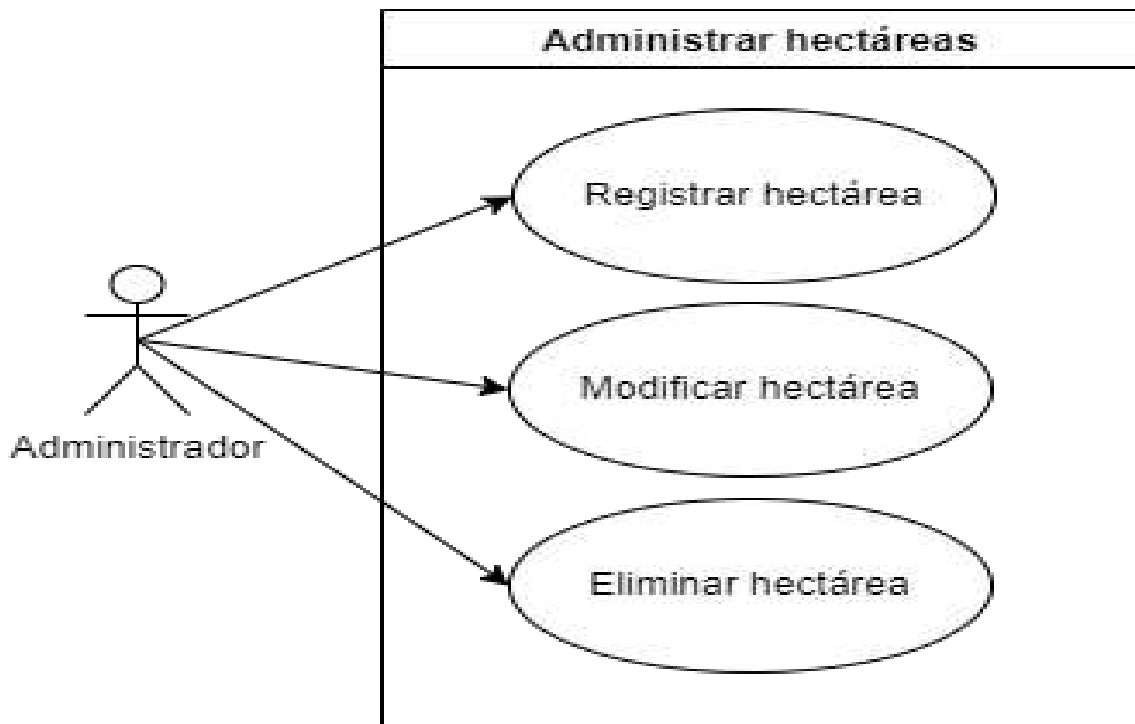 Administrar hectáreas
Registrar hectárea
Modificar hectárea
Administrador
Eliminar hectárea